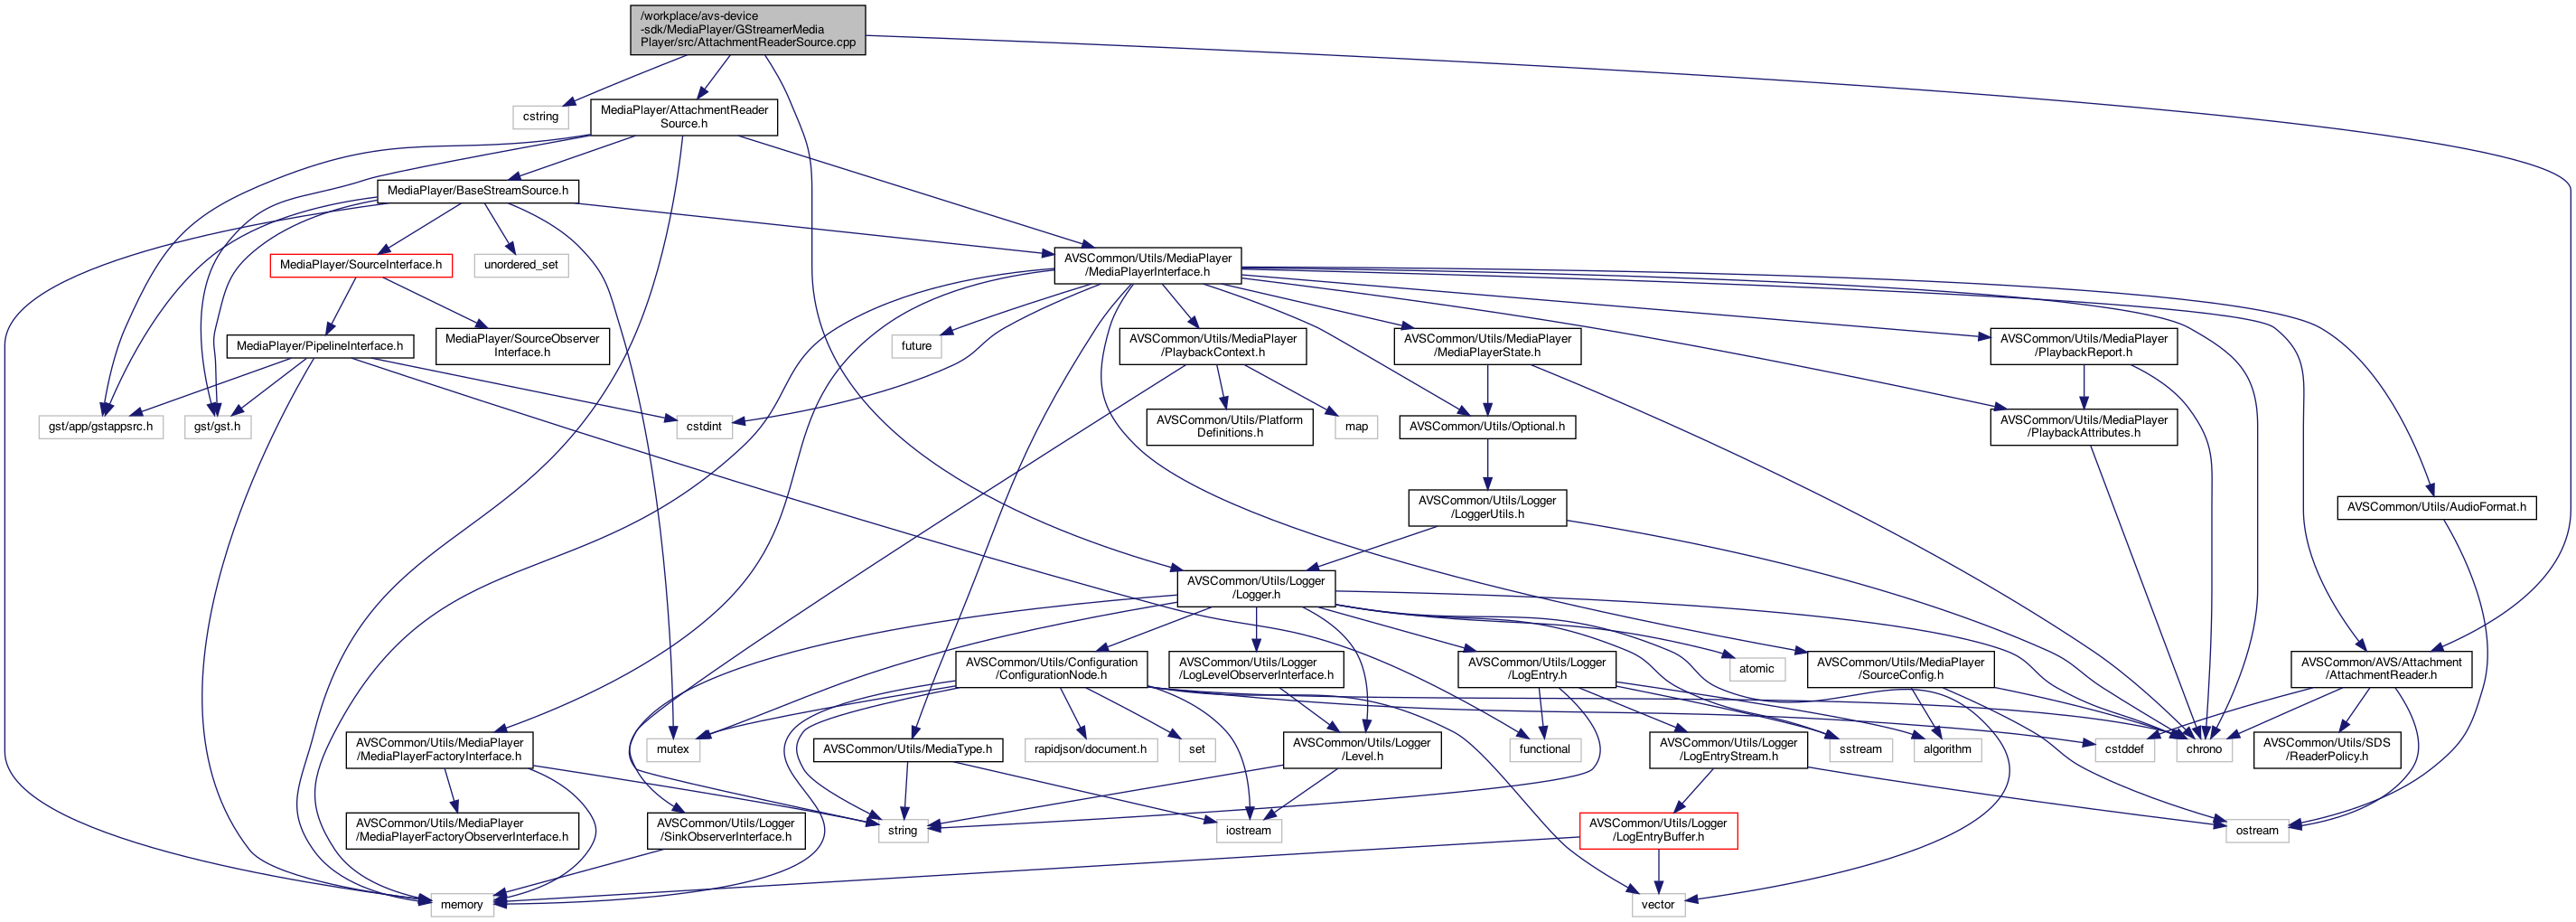 /workplace/avs-device
-sdk/MediaPlayer/GStreamerMedia
Player/src/AttachmentReaderSource.cpp
cstring
MediaPlayer/AttachmentReader
Source.h
MediaPlayer/BaseStreamSource.h
MediaPlayer/SourceInterface.h
unordered_set
AVSCommon/Utils/MediaPlayer
/MediaPlayerInterface.h
MediaPlayer/PipelineInterface.h
MediaPlayer/SourceObserver
Interface.h
future
AVSCommon/Utils/MediaPlayer
/PlaybackContext.h
AVSCommon/Utils/MediaPlayer
/MediaPlayerState.h
AVSCommon/Utils/MediaPlayer
/PlaybackReport.h
gst/app/gstappsrc.h
gst/gst.h
cstdint
AVSCommon/Utils/Platform
Definitions.h
map
AVSCommon/Utils/Optional.h
AVSCommon/Utils/MediaPlayer
/PlaybackAttributes.h
AVSCommon/Utils/Logger
/LoggerUtils.h
AVSCommon/Utils/AudioFormat.h
AVSCommon/Utils/Logger
/Logger.h
AVSCommon/Utils/Configuration
/ConfigurationNode.h
AVSCommon/Utils/Logger
/LogLevelObserverInterface.h
AVSCommon/Utils/Logger
/LogEntry.h
atomic
AVSCommon/Utils/MediaPlayer
/SourceConfig.h
AVSCommon/AVS/Attachment
/AttachmentReader.h
AVSCommon/Utils/MediaPlayer
/MediaPlayerFactoryInterface.h
mutex
AVSCommon/Utils/MediaType.h
rapidjson/document.h
set
AVSCommon/Utils/Logger
/Level.h
functional
AVSCommon/Utils/Logger
/LogEntryStream.h
sstream
algorithm
cstddef
chrono
AVSCommon/Utils/SDS
/ReaderPolicy.h
AVSCommon/Utils/MediaPlayer
/MediaPlayerFactoryObserverInterface.h
AVSCommon/Utils/Logger
/SinkObserverInterface.h
string
iostream
AVSCommon/Utils/Logger
/LogEntryBuffer.h
ostream
memory
vector